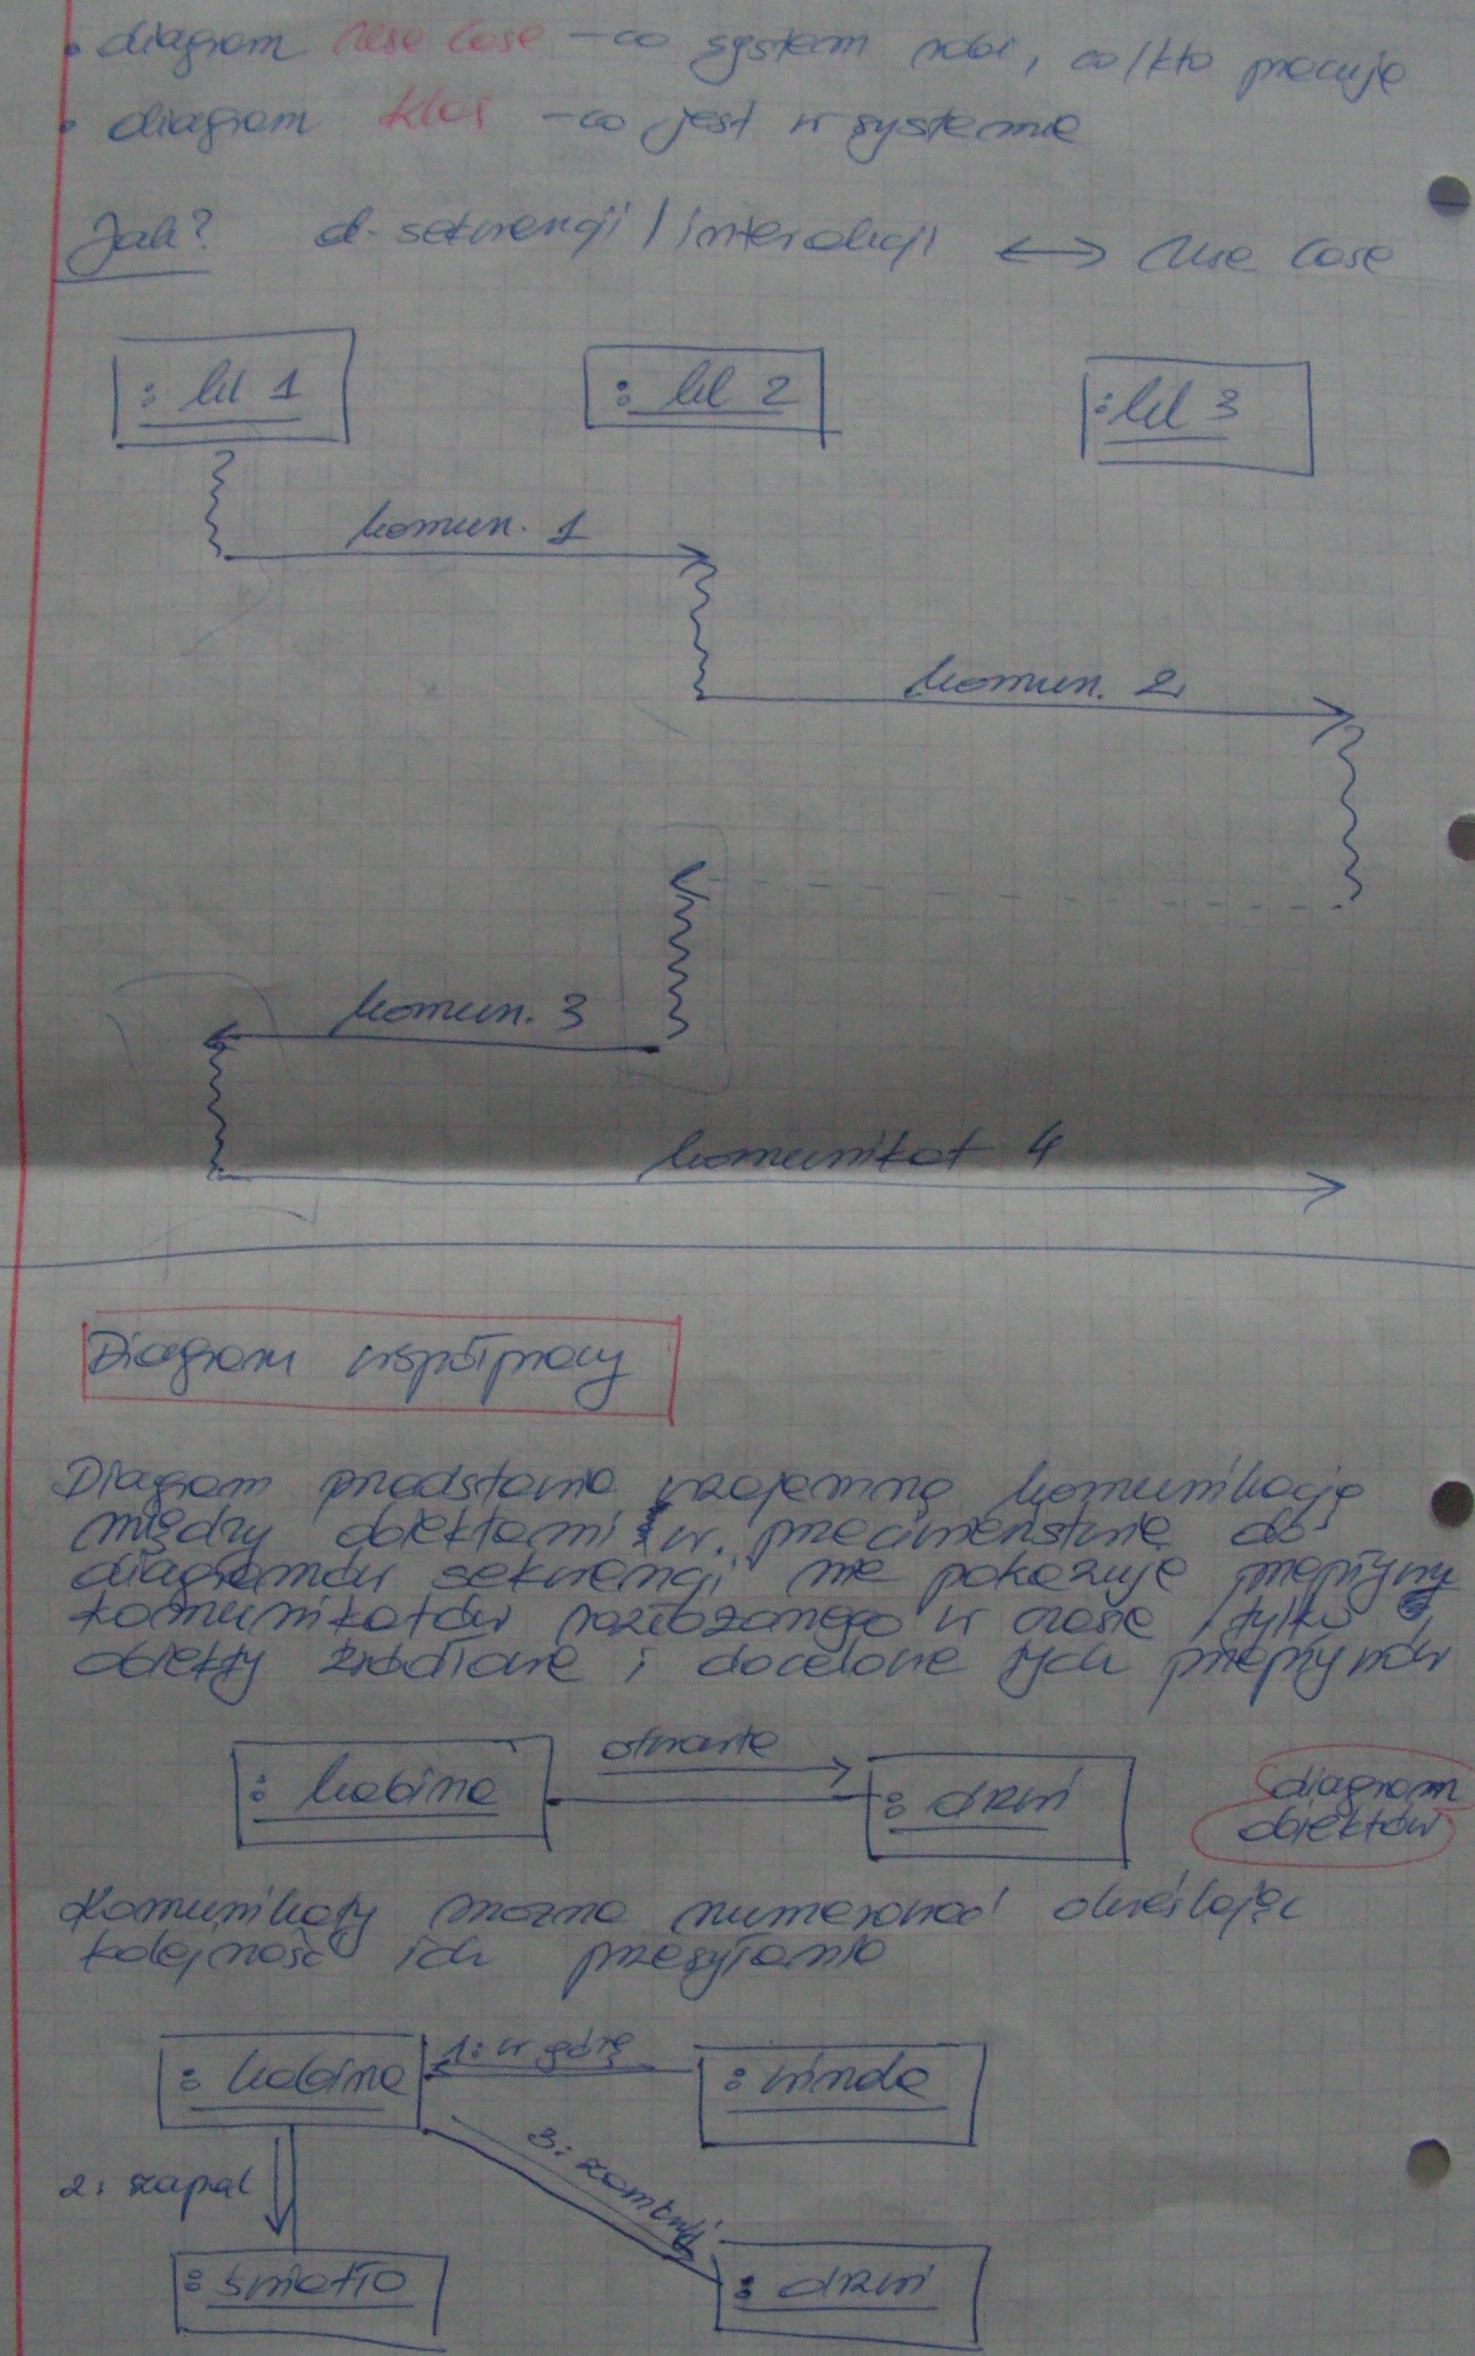 • diagram use case – co system robi, co/kto pracuje
• diagram klas – co jest w systemie
Jak? d. sekwencji / interakcji ↔ use case
: kl 1
: kl 2
: kl 3
komun. 1
komun. 2
komun. 3
komunikat 4
Diagram współpracy
Diagram przedstawia wzajemną komunikację
między obiektami w. przeciwieństwie do
diagramów sekwencji nie pokazuje przepływu
komunikatów w czasie, tylko
obiekty źródłowe i docelowe tych przepływów
otwarte
: kabina
: drzwi
diagram
obiektów
Komunikaty można numerować określając
kolejność ich przesyłania
: kabina
1: w górę
: winda
2: zapal
3: zamknij
: światło
: drzwi